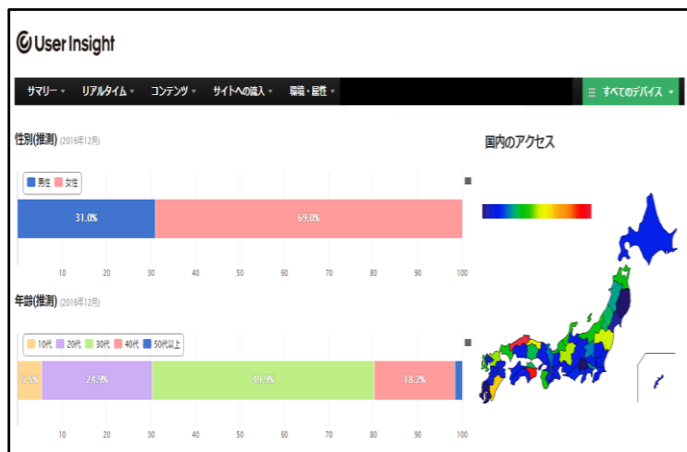 User Insight
サマリー リアルタイム コンテンツ サイトへの流入 環境・属性 すべてのデバイス
性別(推測) (2016年12月)
国内のアクセス
男性 女性
31.0% 69.0%
10 20 30 40 50 60 70 80 90 100
年齢(推測) (2016年12月)
10代 20代 30代 40代 50代以上
24.9% 49.9% 18.2%
10 20 30 40 50 60 70 80 90 100